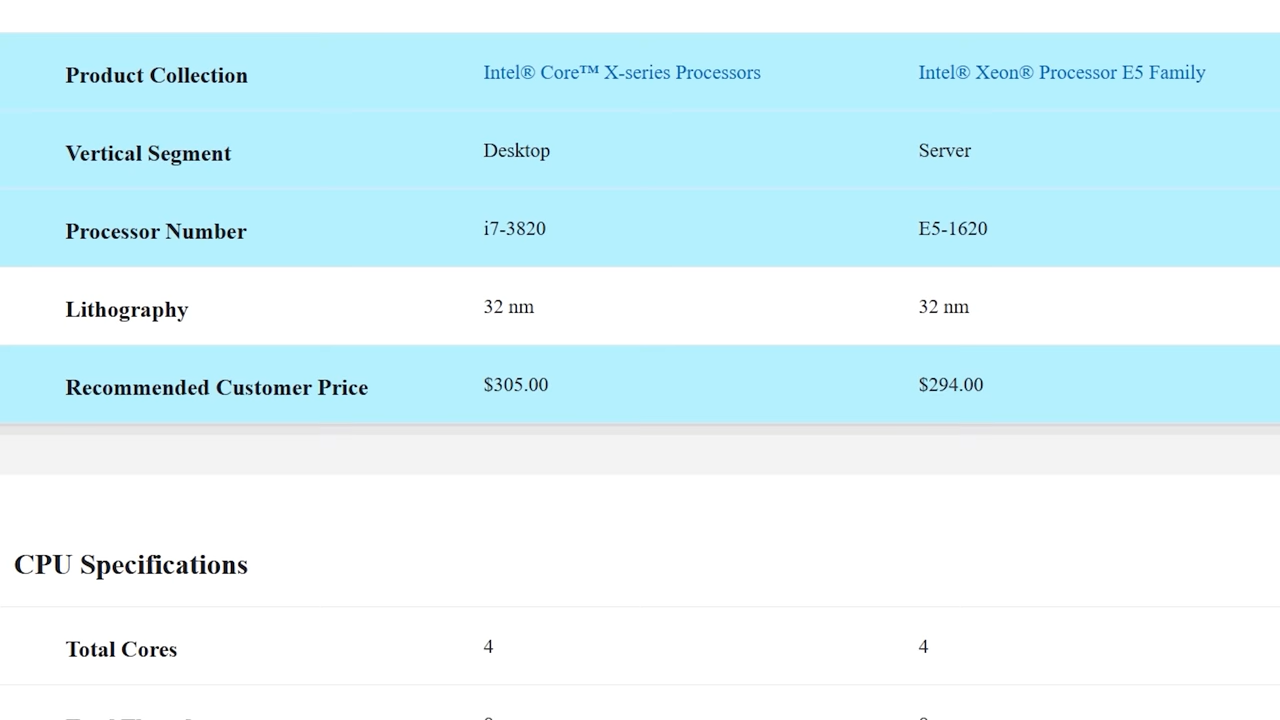 Product Collection Intel® Core™ X-series Processors Intel® Xeon® Processor E5 Family
Vertical Segment Desktop Server
Processor Number i7-3820 E5-1620
Lithography 32 nm 32 nm
Recommended Customer Price $305.00 $294.00
CPU Specifications
Total Cores 4 4